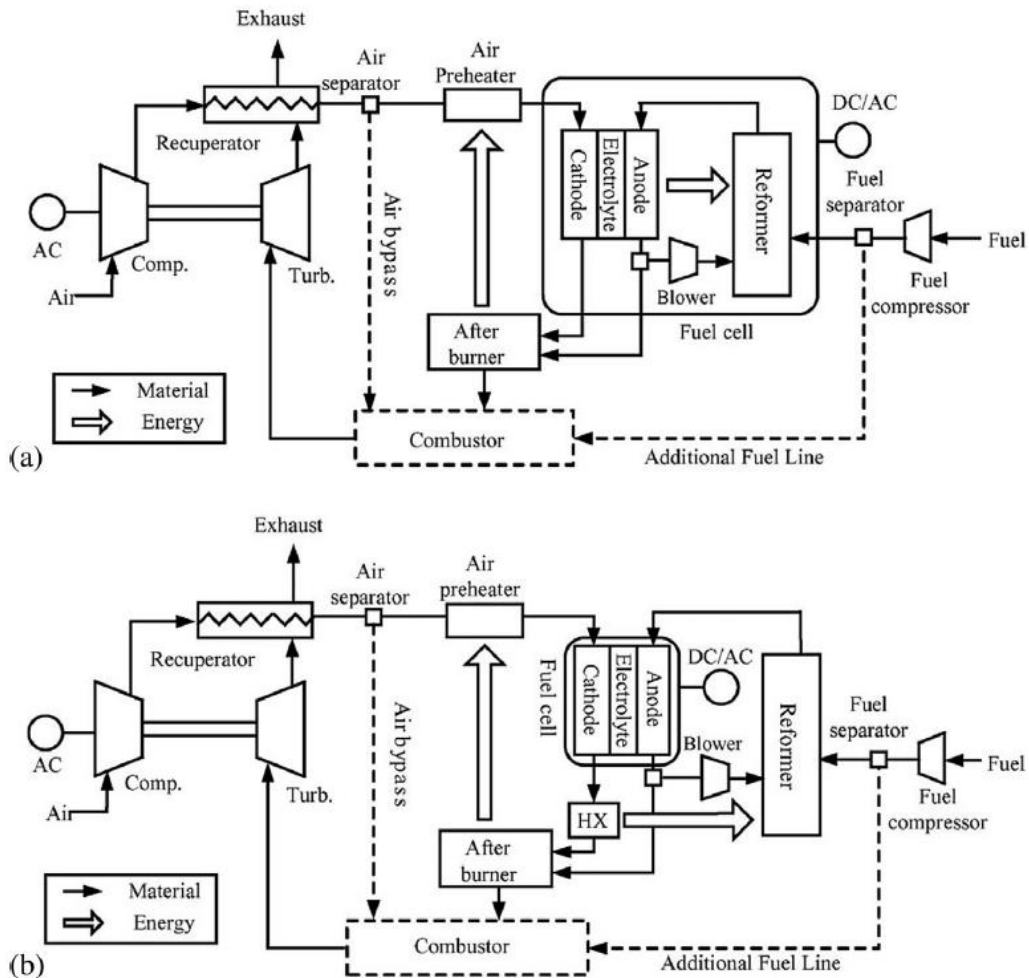 Exhaust
Air
separator
Air
Preheater
DC/AC
Recuperator
Cathode
Electrolyte
Anode
Reformer
Fuel
separator
AC
Comp.
Turb.
Air
Air bypass
Blower
Fuel
Fuel
compressor
Fuel cell
After
burner
Material
Energy
Combustor
Additional Fuel Line
(a)
Exhaust
Air
separator
Air
preheater
Recuperator
Fuel cell
Cathode
Electrolyte
Anode
DC/AC
Reformer
Fuel
separator
Blower
AC
Comp.
Turb.
Air
Air bypass
Fuel
Fuel
compressor
HX
After
burner
Material
Energy
Combustor
Additional Fuel Line
(b)